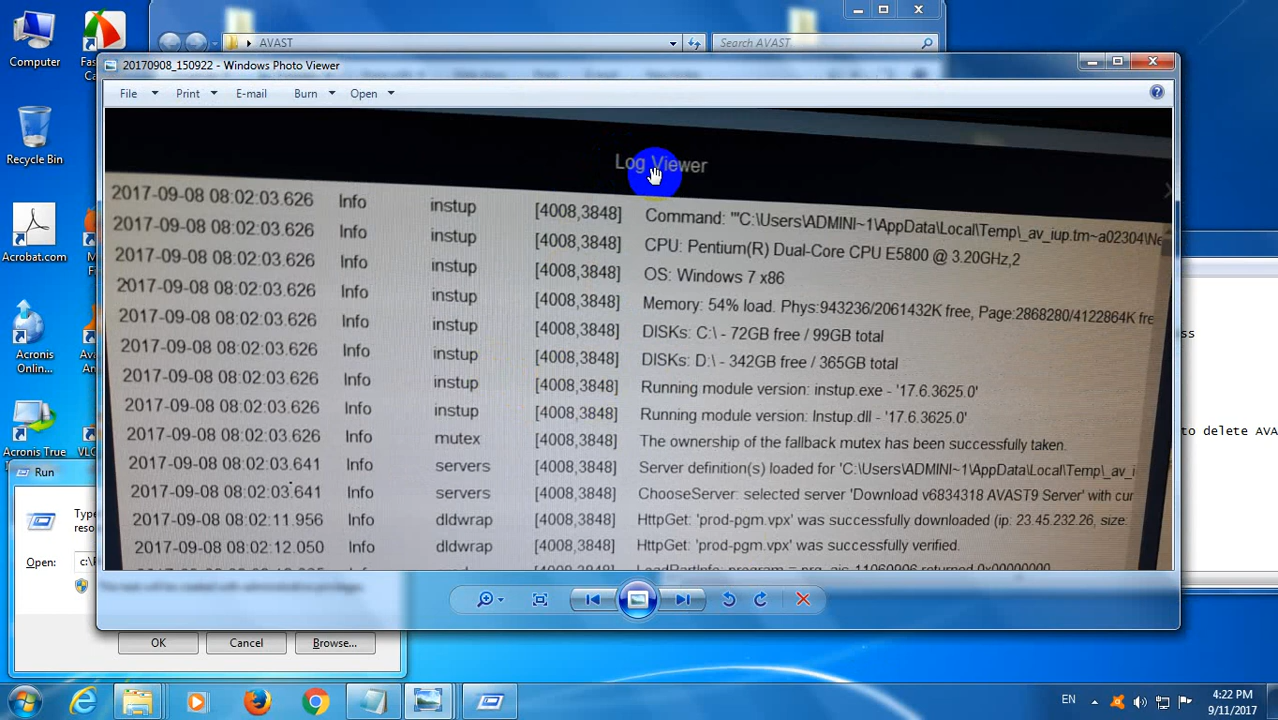 Computer
Recycle Bin
Acrobat.com
Acronis
Online...
Acronis True
AVAST
Search AVAST
20170908_150922 - Windows Photo Viewer
File Print E-mail Burn Open
Log Viewer
2017-09-08 08:02:03.626 Info instup [4008,3848] Command: '"C:\Users\ADMINI~1\AppData\Local\Temp\_av_iup.tm~a02304\Ne
2017-09-08 08:02:03.626 Info instup [4008,3848] CPU: Pentium(R) Dual-Core CPU E5800 @ 3.20GHz,2
2017-09-08 08:02:03.626 Info instup [4008,3848] OS: Windows 7 x86
2017-09-08 08:02:03.626 Info instup [4008,3848] Memory: 54% load. Phys:943236/2061432K free, Page:2868280/4122864K fre
2017-09-08 08:02:03.626 Info instup [4008,3848] DISKs: C:\ - 72GB free / 99GB total
2017-09-08 08:02:03.626 Info instup [4008,3848] DISKs: D:\ - 342GB free / 365GB total
2017-09-08 08:02:03.626 Info instup [4008,3848] Running module version: instup.exe - '17.6.3625.0'
2017-09-08 08:02:03.626 Info instup [4008,3848] Running module version: Instup.dll - '17.6.3625.0'
2017-09-08 08:02:03.626 Info mutex [4008,3848] The ownership of the fallback mutex has been successfully taken.
2017-09-08 08:02:03.641 Info servers [4008,3848] Server definition(s) loaded for 'C:\Users\ADMINI~1\AppData\Local\Temp\_av_i
2017-09-08 08:02:03.641 Info servers [4008,3848] ChooseServer: selected server 'Download v6834318 AVAST9 Server' with cur
2017-09-08 08:02:11.956 Info dldwrap [4008,3848] HttpGet: 'prod-pgm.vpx' was successfully downloaded (ip: 23.45.232.26, size:
2017-09-08 08:02:12.050 Info dldwrap [4008,3848] HttpGet: 'prod-pgm.vpx' was successfully verified.
to delete AVA
Run
Type
Open: c:\
OK Cancel Browse...
EN
4:22 PM
9/11/2017